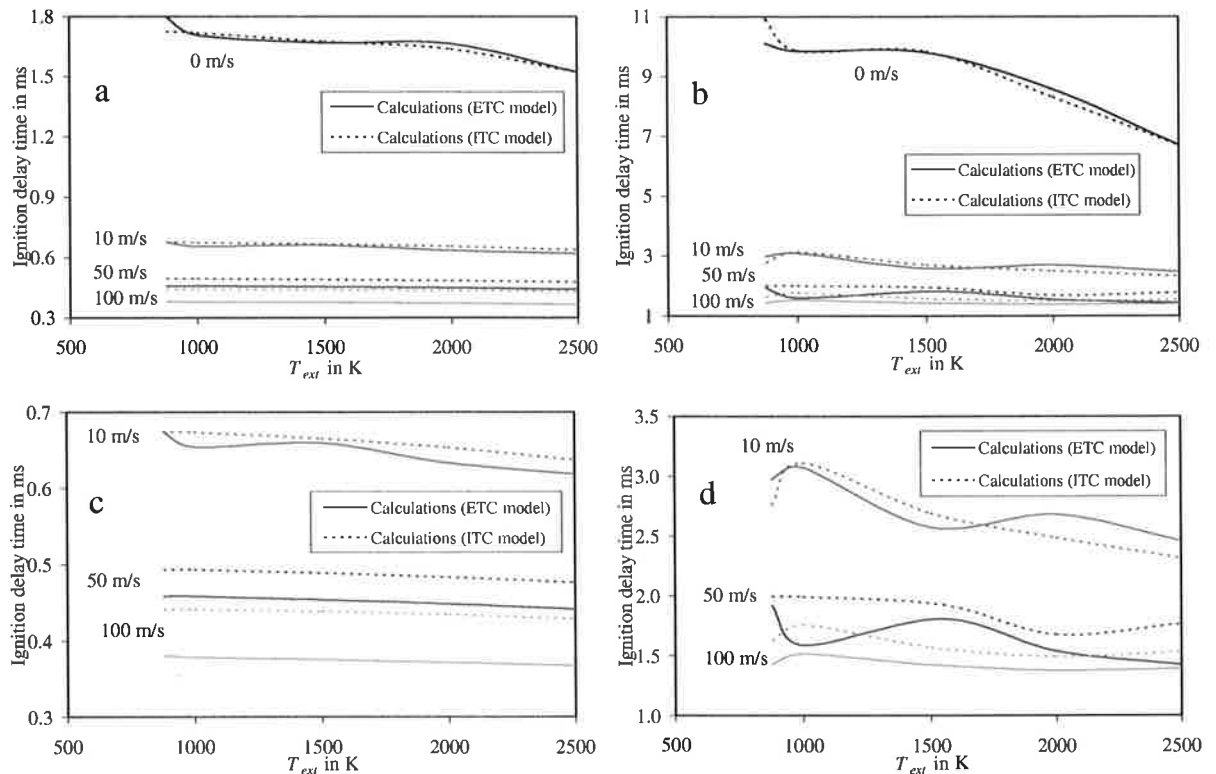 Ignition delay time in ms
1.8
1.5
1.2
0.9
0.6
0.3
a
0 m/s
Calculations (ETC model)
Calculations (ITC model)
10 m/s
50 m/s
100 m/s
500
1000
1500
2000
2500
T ext in K
Ignition delay time in ms
11
9
7
5
3
1
b
0 m/s
Calculations (ETC model)
Calculations (ITC model)
10 m/s
50 m/s
100 m/s
500
1000
1500
2000
2500
T ext in K
Ignition delay time in ms
0.7
0.6
0.5
0.4
0.3
c
10 m/s
Calculations (ETC model)
Calculations (ITC model)
50 m/s
100 m/s
500
1000
1500
2000
2500
T ext in K
Ignition delay time in ms
3.5
3.0
2.5
2.0
1.5
1.0
d
10 m/s
Calculations (ETC model)
Calculations (ITC model)
50 m/s
100 m/s
500
1000
1500
2000
2500
T ext in K